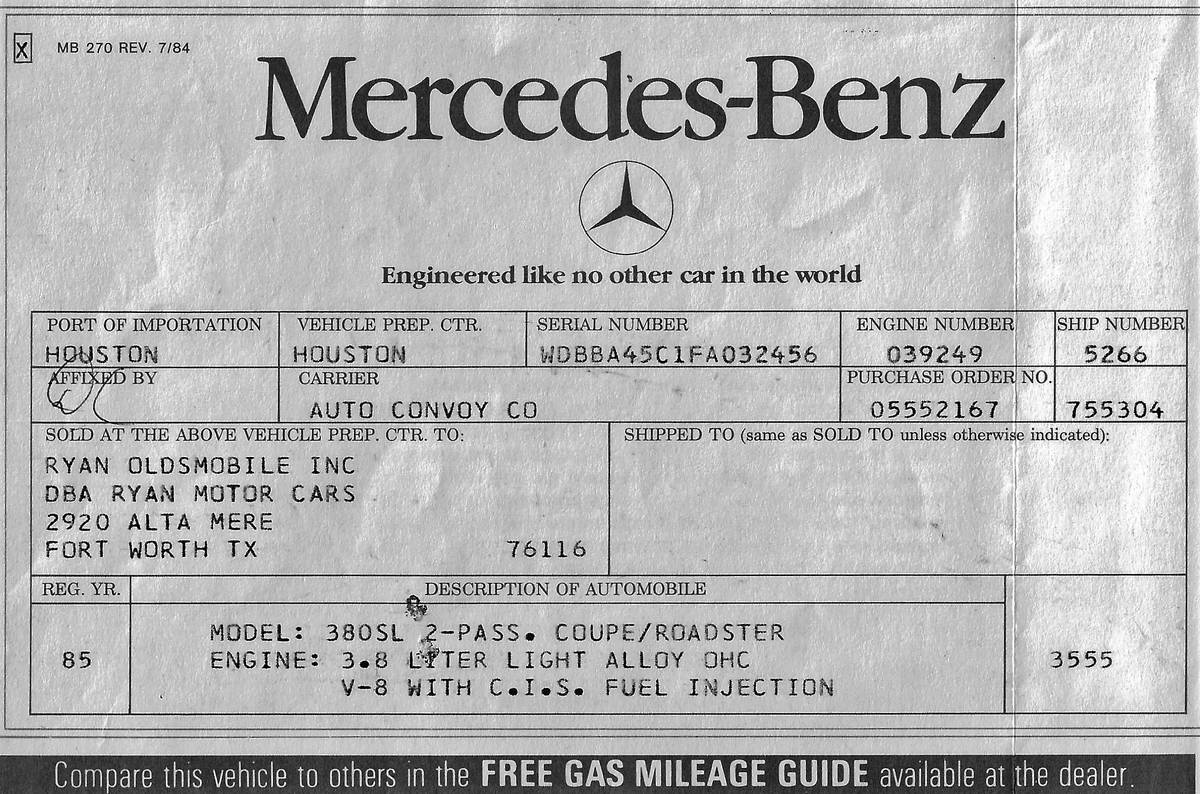 X MB 270 REV. 7/84
Mercedes-Benz
Engineered like no other car in the world
PORT OF IMPORTATION VEHICLE PREP. CTR. SERIAL NUMBER ENGINE NUMBER SHIP NUMBER
HOUSTON HOUSTON WDBBA45C1FA032456 039249 5266
AFFIXED BY CARRIER PURCHASE ORDER NO.
AUTO CONVOY CO 05552167 755304
SOLD AT THE ABOVE VEHICLE PREP. CTR. TO: SHIPPED TO (same as SOLD TO unless otherwise indicated):
RYAN OLDSMOBILE INC
DBA RYAN MOTOR CARS
2920 ALTA MERE
FORT WORTH TX 76116
REG. YR. DESCRIPTION OF AUTOMOBILE
MODEL: 380SL 2-PASS. COUPE/ROADSTER
85 ENGINE: 3.8 LITER LIGHT ALLOY OHC 3555
V-8 WITH C.I.S. FUEL INJECTION
Compare this vehicle to others in the FREE GAS MILEAGE GUIDE available at the dealer.